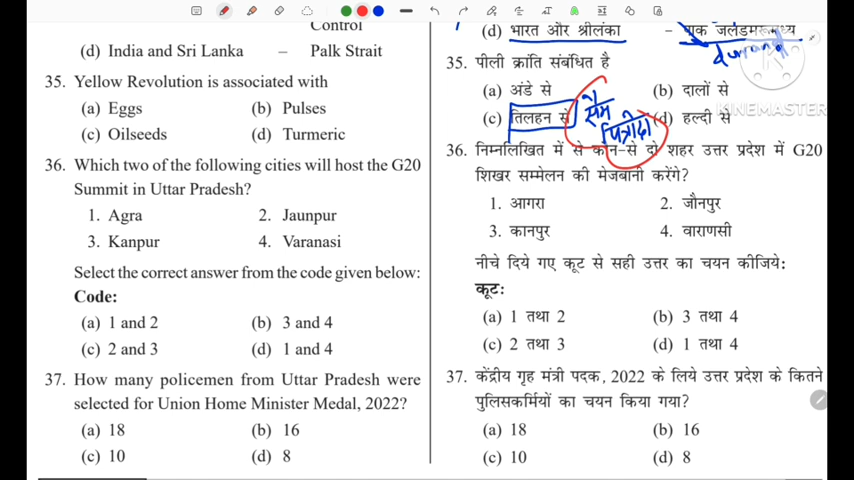 Control
(d) India and Sri Lanka – Palk Strait
35. Yellow Revolution is associated with
(a) Eggs (b) Pulses
(c) Oilseeds (d) Turmeric
36. Which two of the following cities will host the G20
Summit in Uttar Pradesh?
1. Agra 2. Jaunpur
3. Kanpur 4. Varanasi
Select the correct answer from the code given below:
Code:
(a) 1 and 2 (b) 3 and 4
(c) 2 and 3 (d) 1 and 4
37. How many policemen from Uttar Pradesh were
selected for Union Home Minister Medal, 2022?
(a) 18 (b) 16
(c) 10 (d) 8
(d) भारत और श्रीलंका – पाक जलडमरूमध्य
35. पीली क्रांति संबंधित है
(a) अंडे से (b) दालों से
(c) तिलहन से (d) हल्दी से
सैम
पित्रोदा
36. निम्नलिखित में से कौन-से दो शहर उत्तर प्रदेश में G20
शिखर सम्मेलन की मेजबानी करेंगे?
1. आगरा 2. जौनपुर
3. कानपुर 4. वाराणसी
नीचे दिये गए कूट से सही उत्तर का चयन कीजिये:
कूट:
(a) 1 तथा 2 (b) 3 तथा 4
(c) 2 तथा 3 (d) 1 तथा 4
37. केंद्रीय गृह मंत्री पदक, 2022 के लिये उत्तर प्रदेश के कितने
पुलिसकर्मियों का चयन किया गया?
(a) 18 (b) 16
(c) 10 (d) 8
KINEMASTER